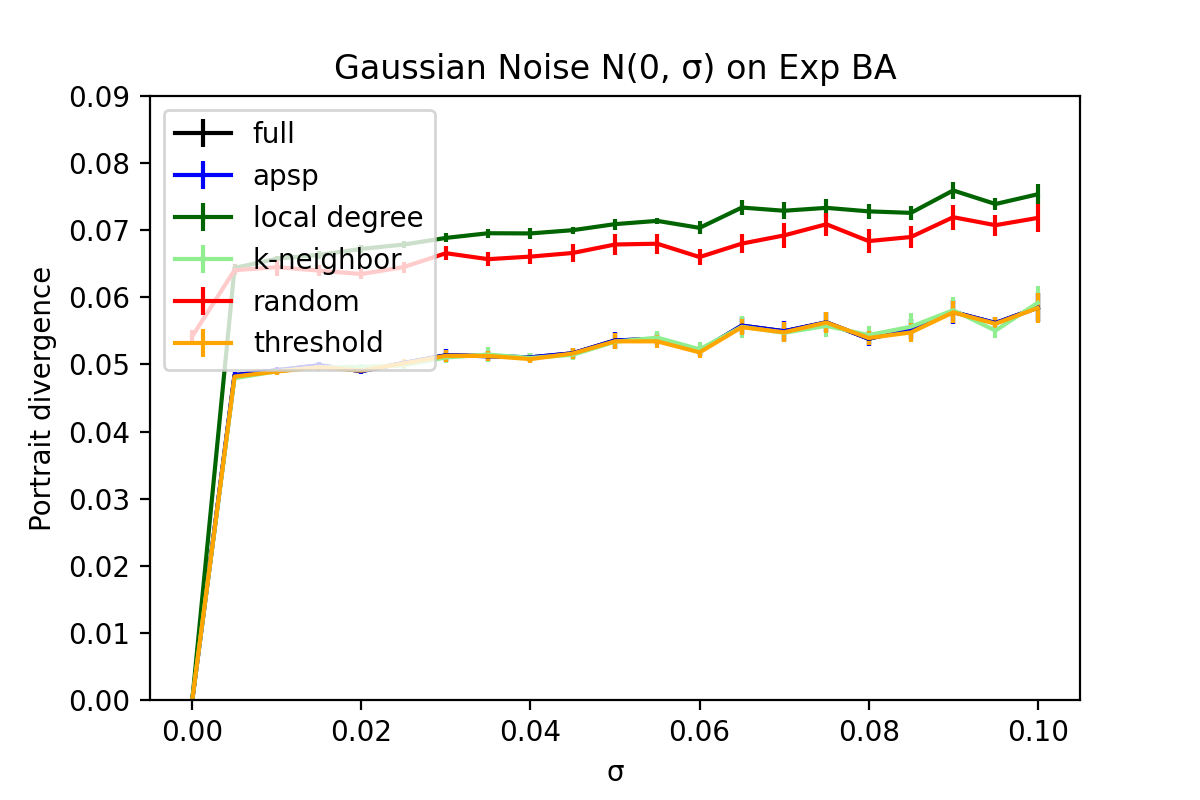 Gaussian Noise N(0, σ) on Exp BA
0.09
0.08
0.07
0.06
0.05
0.04
0.03
0.02
0.01
0.00
Portrait divergence
full
apsp
local degree
k-neighbor
random
threshold
0.00 0.02 0.04 0.06 0.08 0.10
σ